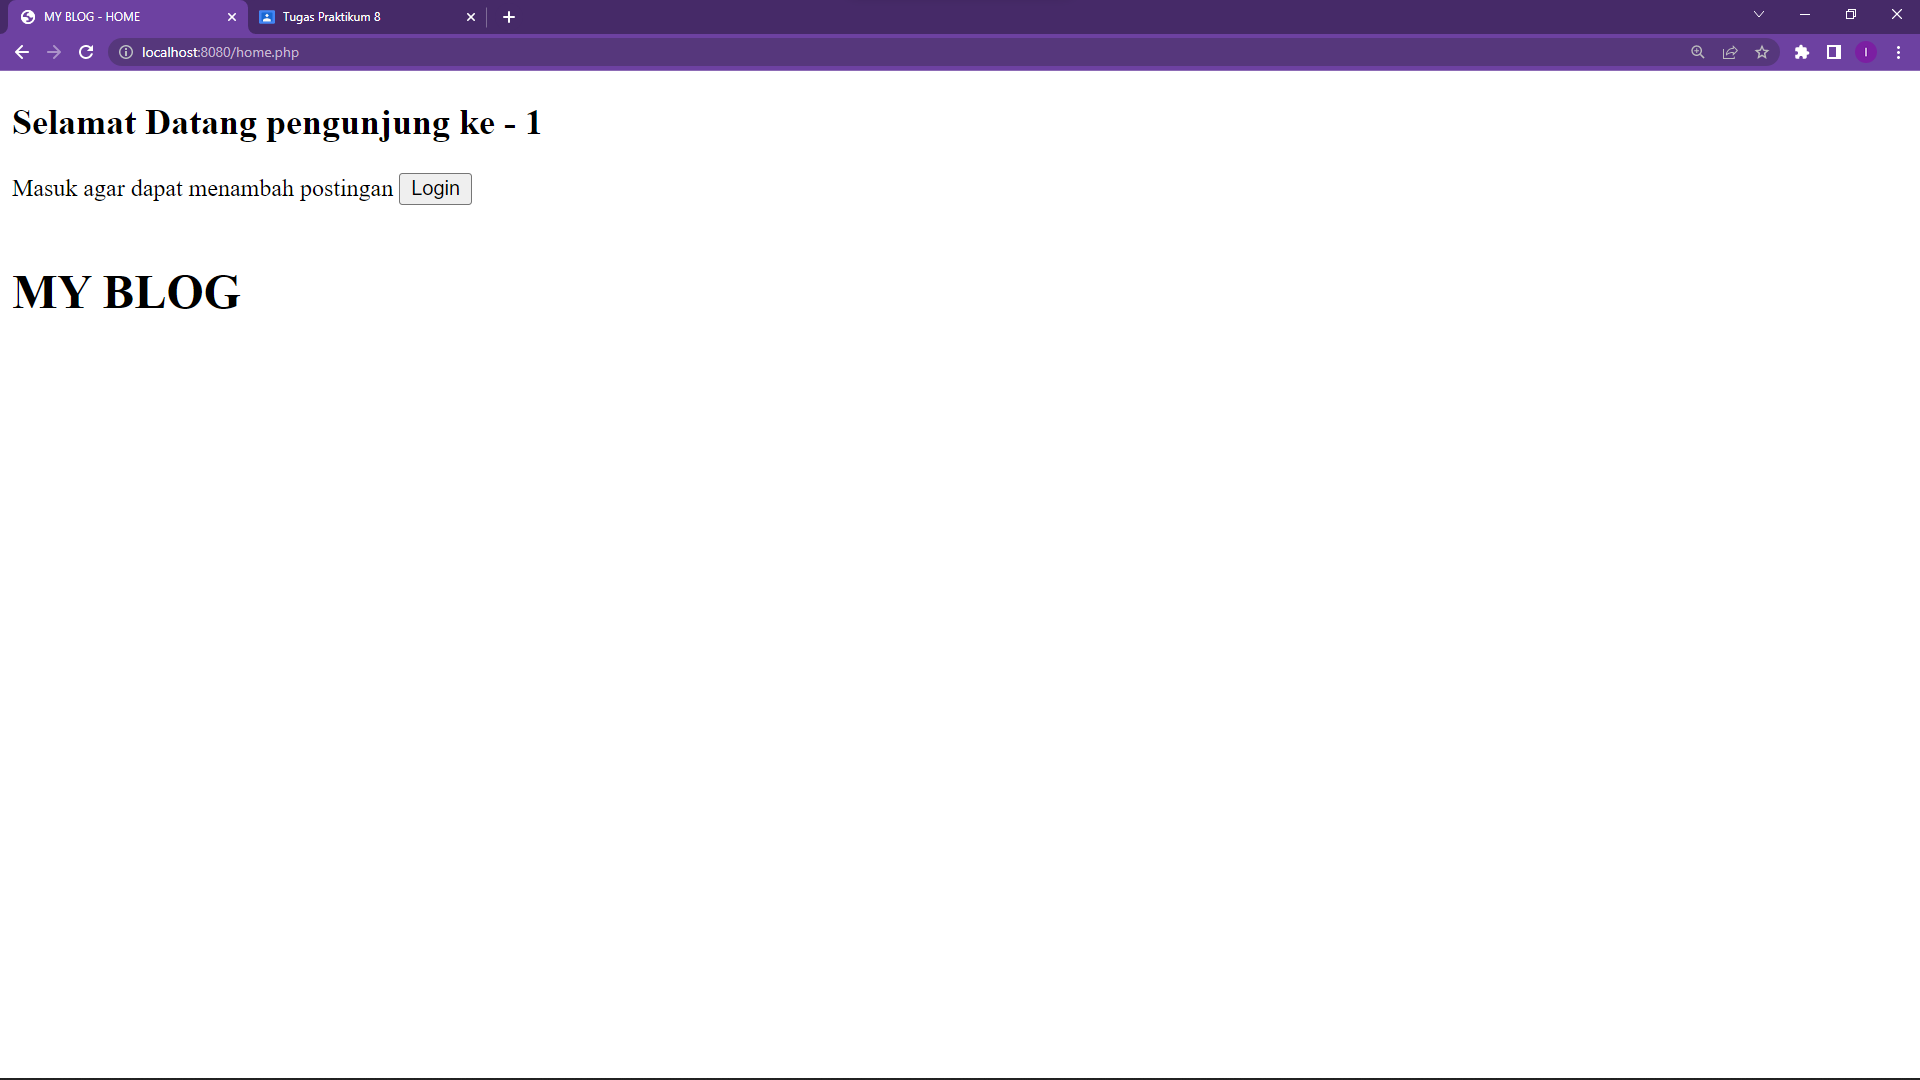 MY BLOG - HOME
Tugas Praktikum 8
localhost:8080/home.php
I
Selamat Datang pengunjung ke - 1
Masuk agar dapat menambah postingan Login
MY BLOG